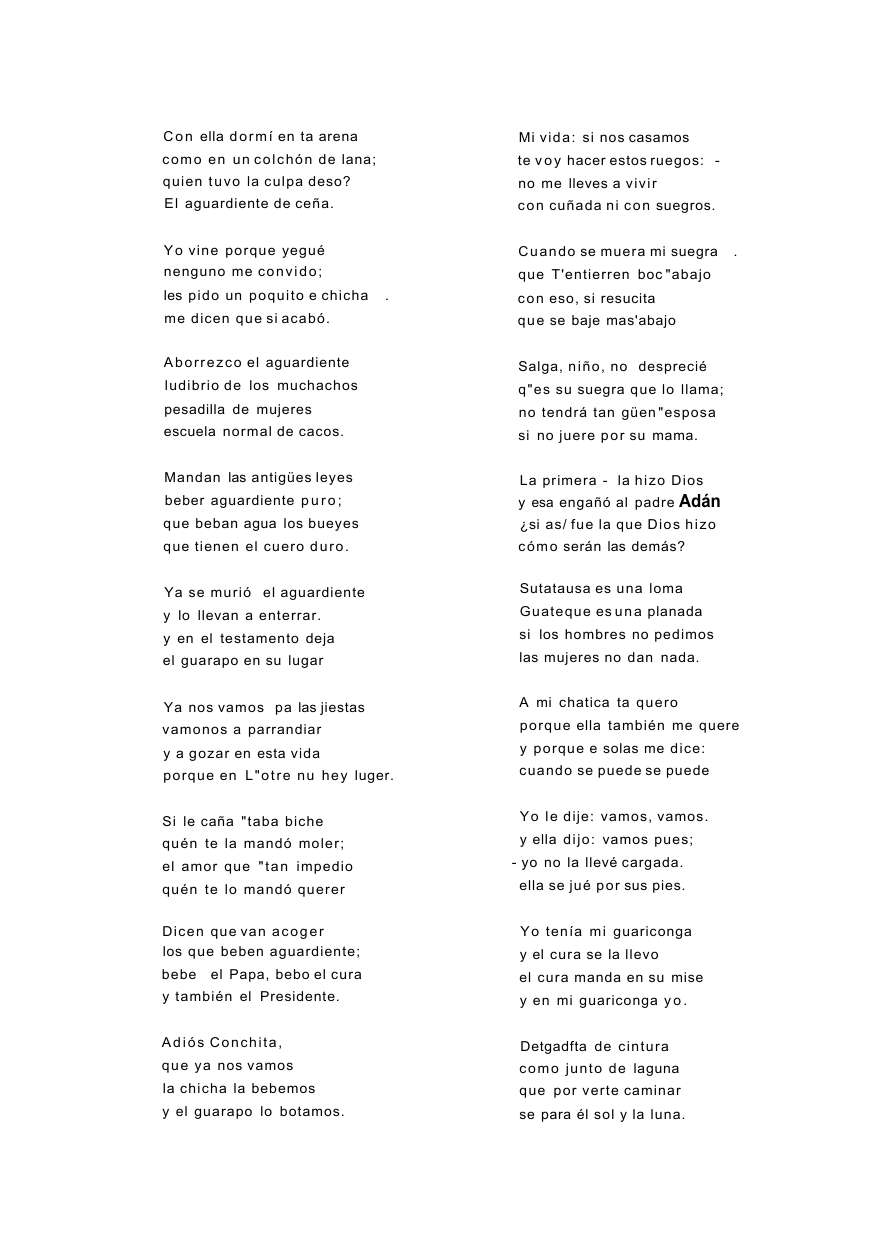 Con ella dormí en ta arena
como en un colchón de lana;
quien tuvo la culpa deso?
El aguardiente de ceña.
Yo vine porque yegué
nenguno me convido;
les pido un poquito e chicha .
me dicen que si acabó.
Aborrezco el aguardiente
ludibrio de los muchachos
pesadilla de mujeres
escuela normal de cacos.
Mandan las antigües leyes
beber aguardiente puro;
que beban agua los bueyes
que tienen el cuero duro.
Ya se murió el aguardiente
y lo llevan a enterrar.
y en el testamento deja
el guarapo en su lugar
Ya nos vamos pa las jiestas
vamonos a parrandiar
y a gozar en esta vida
porque en L"otre nu hey luger.
Si le caña "taba biche
quén te la mandó moler;
el amor que "tan impedio
quén te lo mandó querer
Dicen que van acoger
los que beben aguardiente;
bebe el Papa, bebo el cura
y también el Presidente.
Adiós Conchita,
que ya nos vamos
la chicha la bebemos
y el guarapo lo botamos.
Mi vida: si nos casamos
te voy hacer estos ruegos: -
no me lleves a vivir
con cuñada ni con suegros.
Cuando se muera mi suegra .
que T'entierren boc "abajo
con eso, si resucita
que se baje mas'abajo
Salga, niño, no desprecié
q"es su suegra que lo llama;
no tendrá tan güen "esposa
si no juere por su mama.
La primera - la hizo Dios
y esa engañó al padre Adán
¿si as/ fue la que Dios hizo
cómo serán las demás?
Sutatausa es una loma
Guateque es una planada
si los hombres no pedimos
las mujeres no dan nada.
A mi chatica ta quero
porque ella también me quere
y porque e solas me dice:
cuando se puede se puede
Yo le dije: vamos, vamos.
y ella dijo: vamos pues;
- yo no la llevé cargada.
ella se jué por sus pies.
Yo tenía mi guariconga
y el cura se la llevo
el cura manda en su mise
y en mi guariconga yo.
Detgadfta de cintura
como junto de laguna
que por verte caminar
se para él sol y la luna.